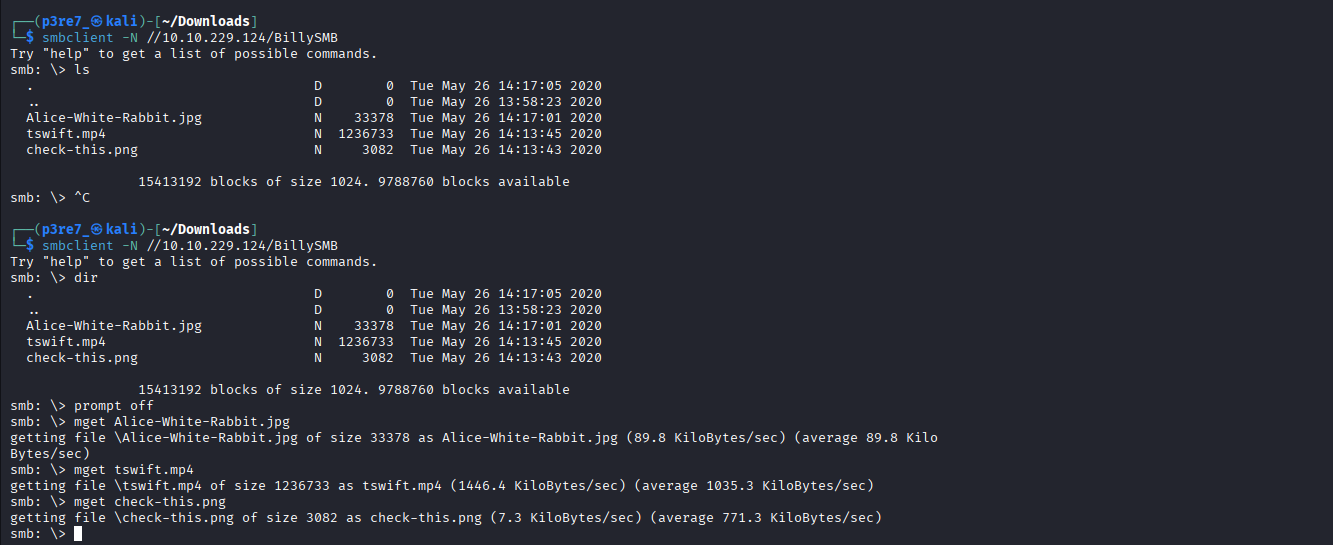 ┌──(p3re7_㉿kali)-[~/Downloads]
└─$ smbclient -N //10.10.229.124/BillySMB
Try "help" to get a list of possible commands.
smb: \> ls
  .                                   D        0  Tue May 26 14:17:05 2020
  ..                                  D        0  Tue May 26 13:58:23 2020
  Alice-White-Rabbit.jpg              N    33378  Tue May 26 14:17:01 2020
  tswift.mp4                          N  1236733  Tue May 26 14:13:45 2020
  check-this.png                      N     3082  Tue May 26 14:13:43 2020
                15413192 blocks of size 1024. 9788760 blocks available
smb: \> ^C
┌──(p3re7_㉿kali)-[~/Downloads]
└─$ smbclient -N //10.10.229.124/BillySMB
Try "help" to get a list of possible commands.
smb: \> dir
  .                                   D        0  Tue May 26 14:17:05 2020
  ..                                  D        0  Tue May 26 13:58:23 2020
  Alice-White-Rabbit.jpg              N    33378  Tue May 26 14:17:01 2020
  tswift.mp4                          N  1236733  Tue May 26 14:13:45 2020
  check-this.png                      N     3082  Tue May 26 14:13:43 2020
                15413192 blocks of size 1024. 9788760 blocks available
smb: \> prompt off
smb: \> mget Alice-White-Rabbit.jpg
getting file \Alice-White-Rabbit.jpg of size 33378 as Alice-White-Rabbit.jpg (89.8 KiloBytes/sec) (average 89.8 Kilo
Bytes/sec)
smb: \> mget tswift.mp4
getting file \tswift.mp4 of size 1236733 as tswift.mp4 (1446.4 KiloBytes/sec) (average 1035.3 KiloBytes/sec)
smb: \> mget check-this.png
getting file \check-this.png of size 3082 as check-this.png (7.3 KiloBytes/sec) (average 771.3 KiloBytes/sec)
smb: \>